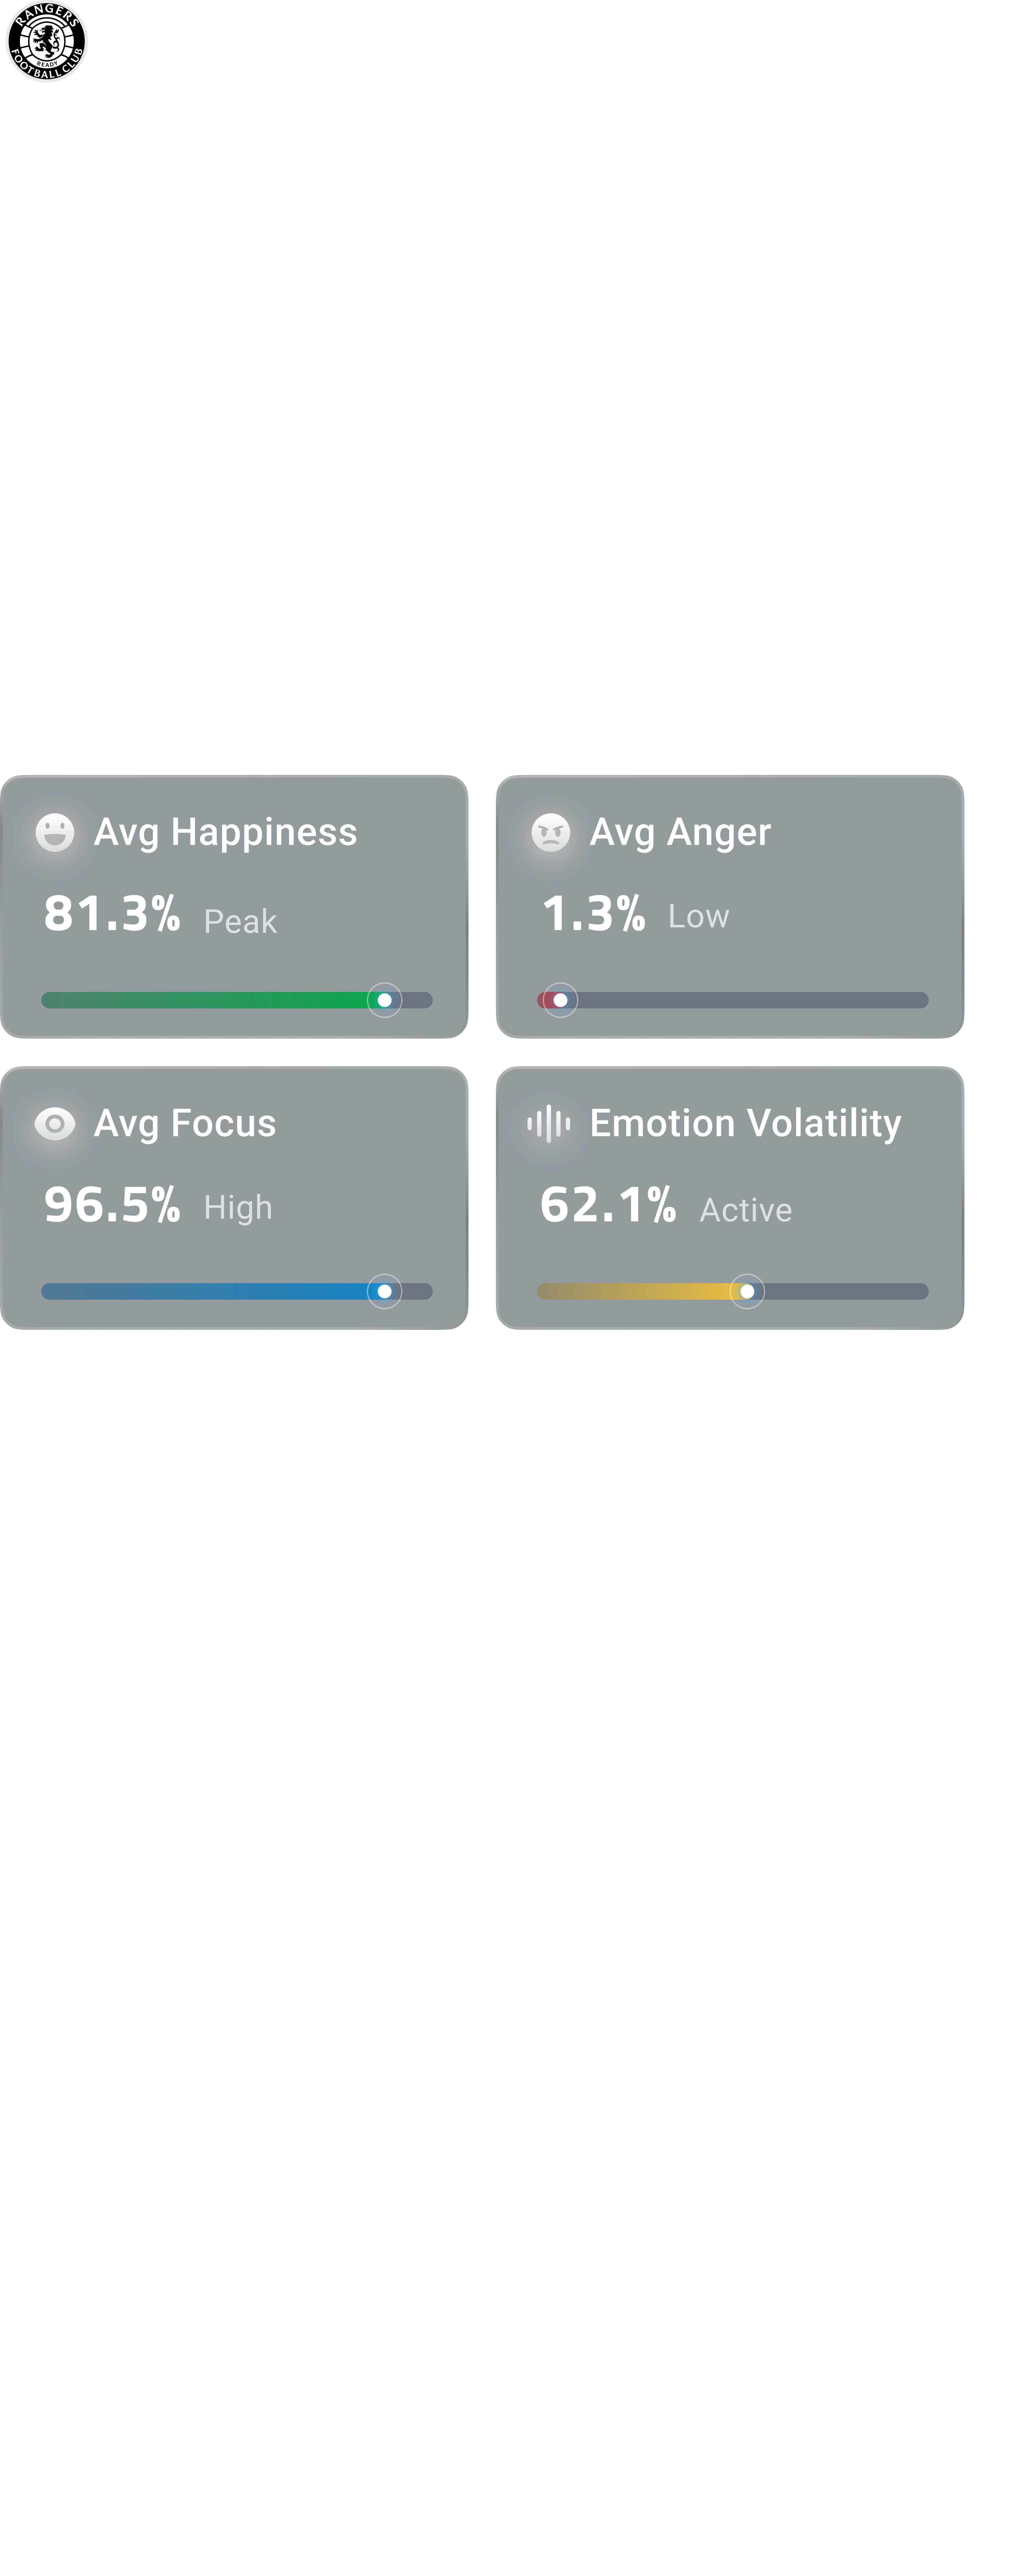 RANGERS
READY
FOOTBALL CLUB
Avg Happiness
81.3% Peak
Avg Anger
1.3% Low
Avg Focus
96.5% High
Emotion Volatility
62.1% Active